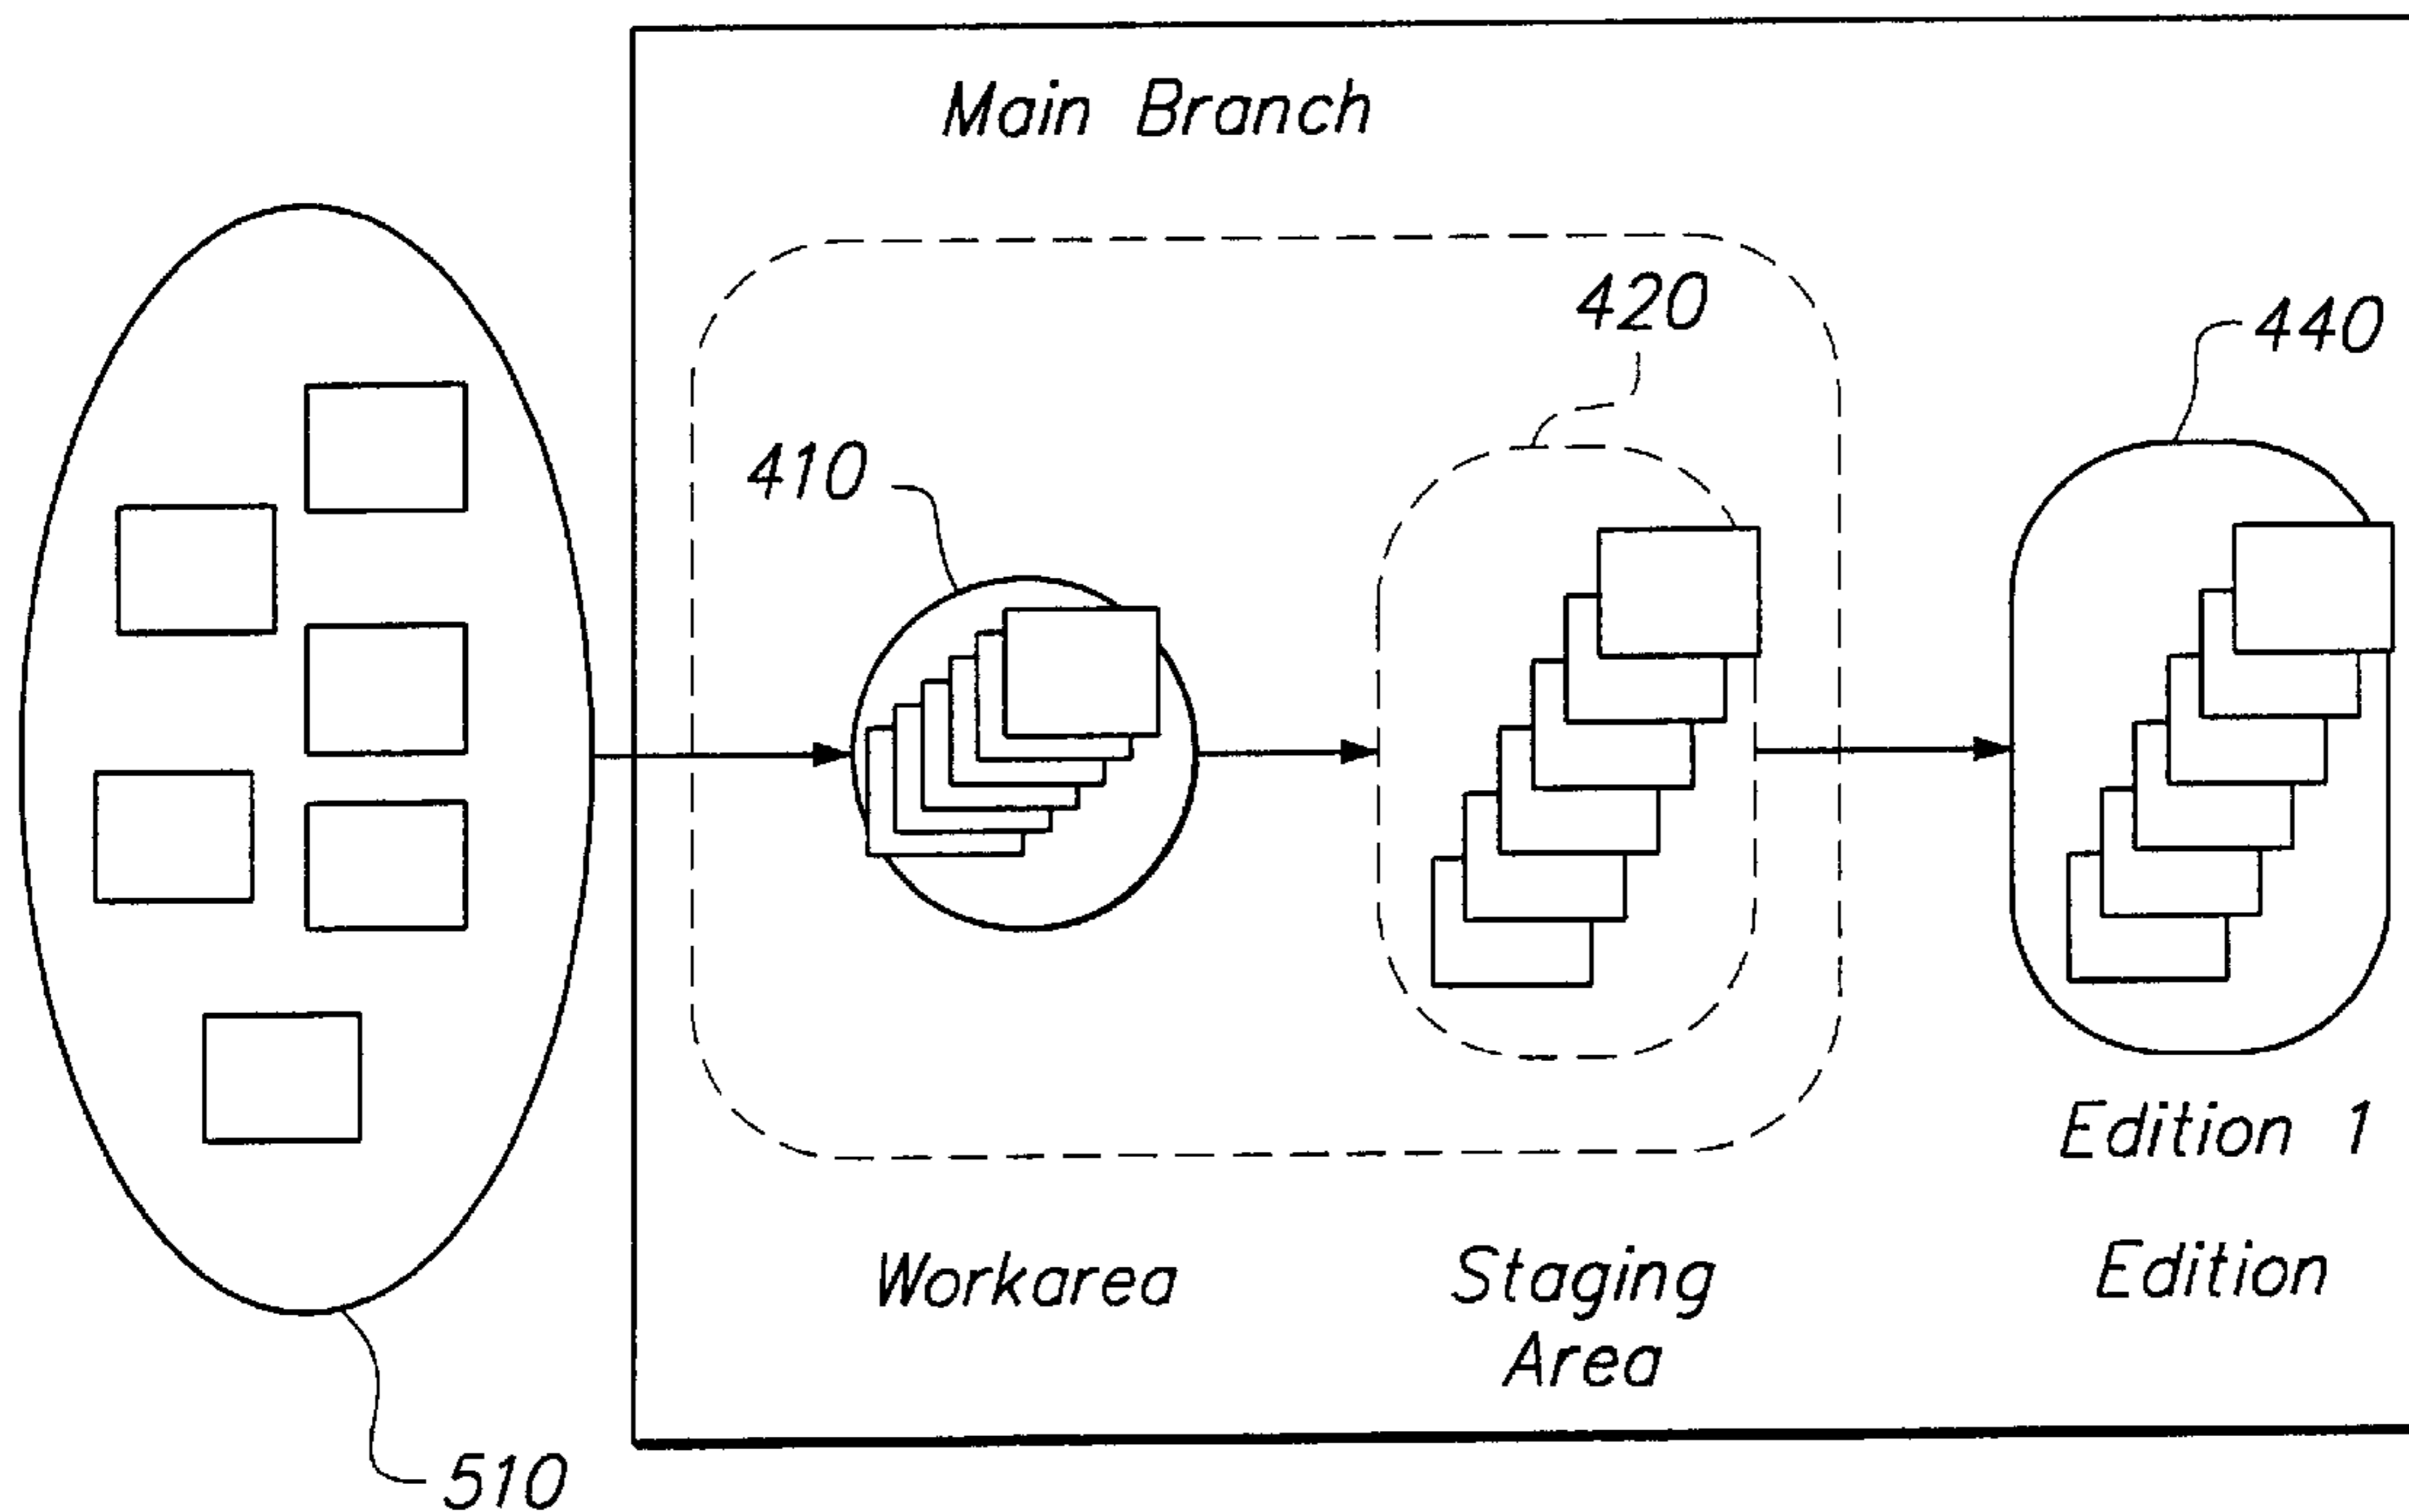 Main Branch
420
440
410
Edition 1
Workarea
Staging
Area
Edition
510